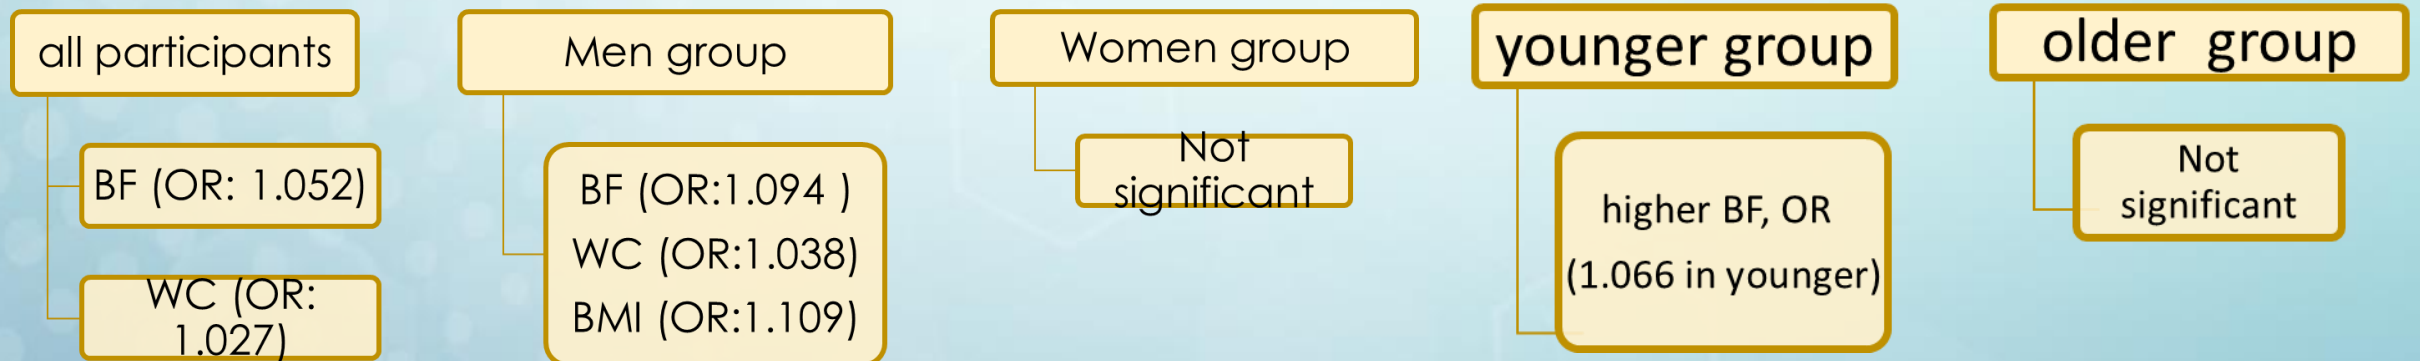 all participants
BF (OR: 1.052)
WC (OR:
1.027)
Men group
BF (OR:1.094 )
WC (OR:1.038)
BMI (OR:1.109)
Women group
Not
significant
younger group
higher BF, OR
(1.066 in younger)
older group
Not
significant